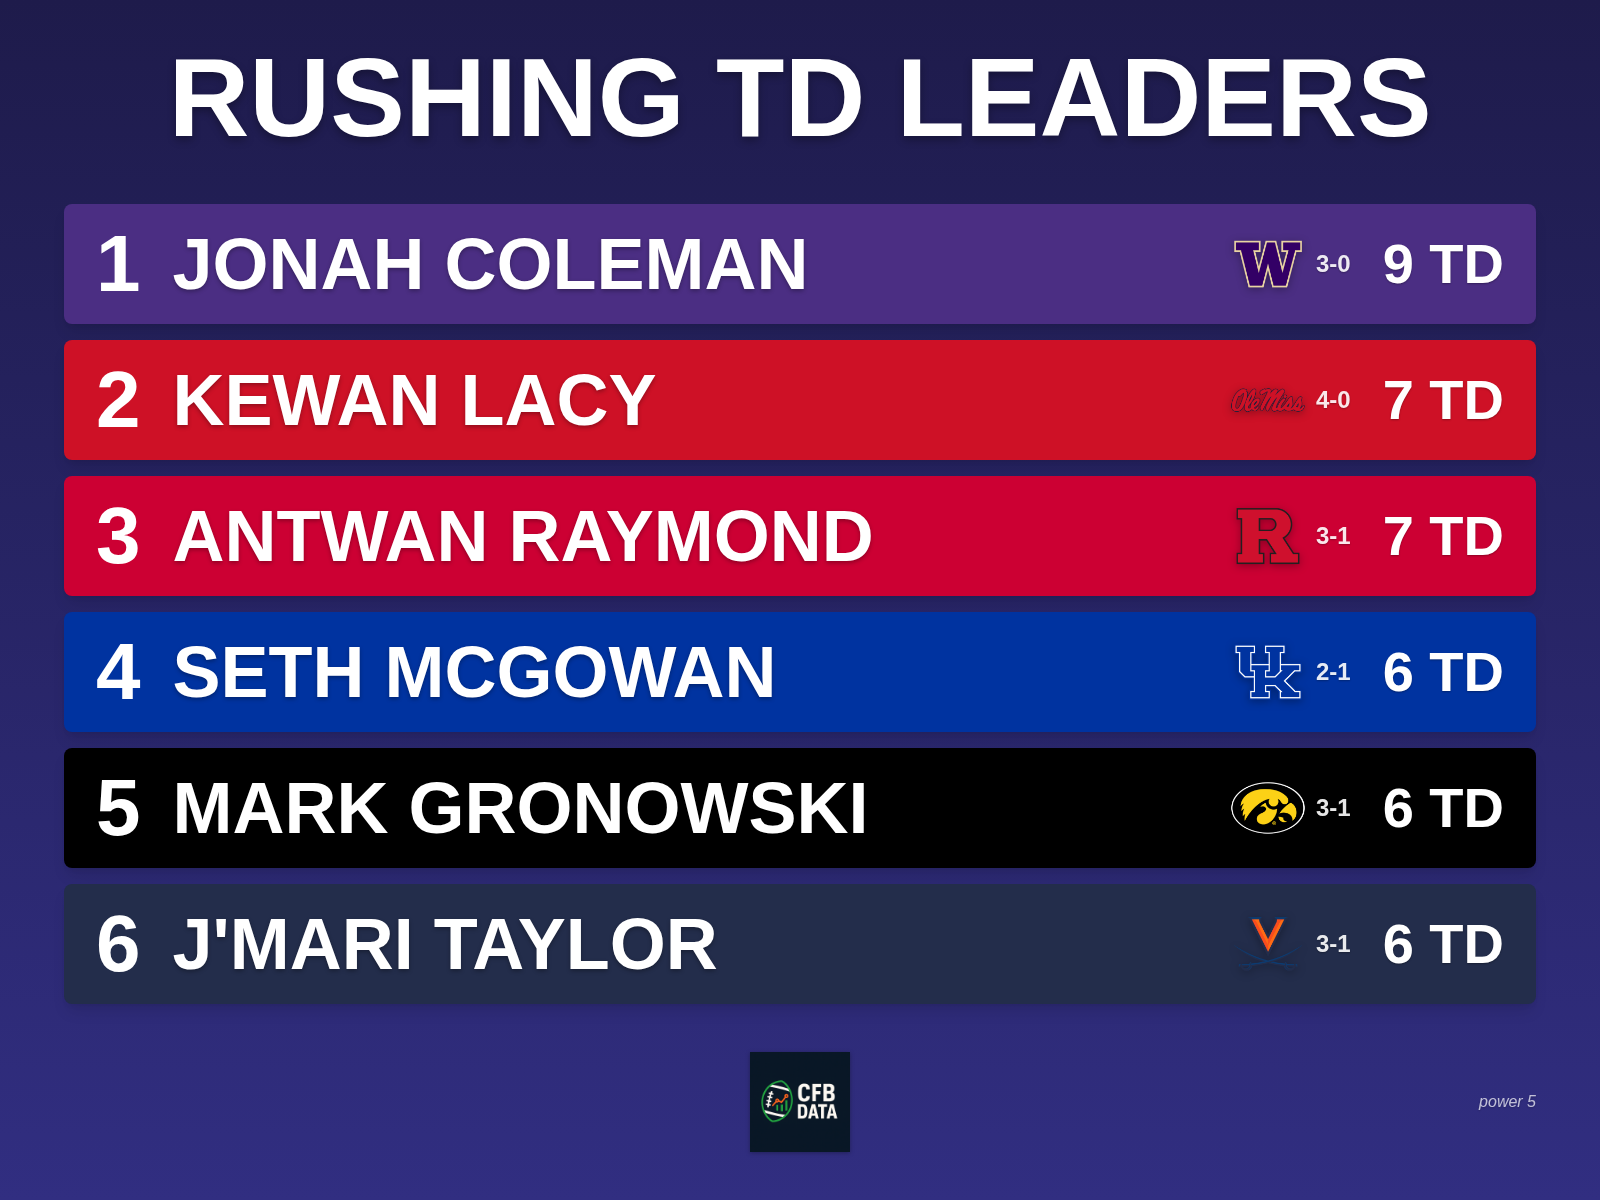 RUSHING TD LEADERS
1 JONAH COLEMAN W 3-0 9 TD
2 KEWAN LACY Ole Miss 4-0 7 TD
3 ANTWAN RAYMOND R 3-1 7 TD
4 SETH MCGOWAN UK 2-1 6 TD
5 MARK GRONOWSKI 3-1 6 TD
6 J'MARI TAYLOR V 3-1 6 TD
CFB
DATA
power 5